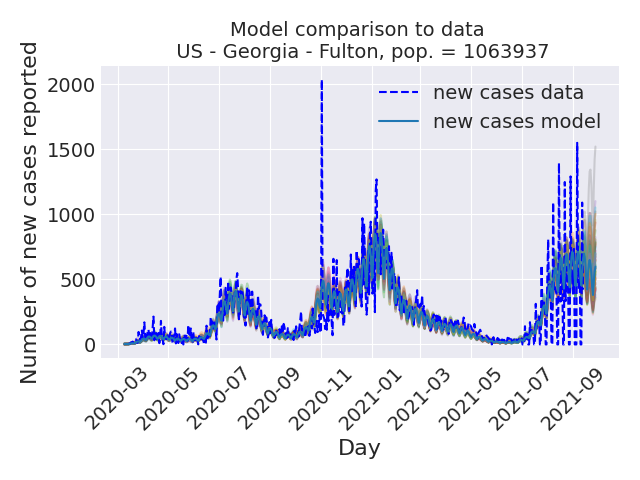 Model comparison to data
US - Georgia - Fulton, pop. = 1063937
Number of new cases reported
2000
1500
1000
500
0
new cases data
new cases model
2020-03
2020-05
2020-07
2020-09
2020-11
2021-01
2021-03
2021-05
2021-07
2021-09
Day